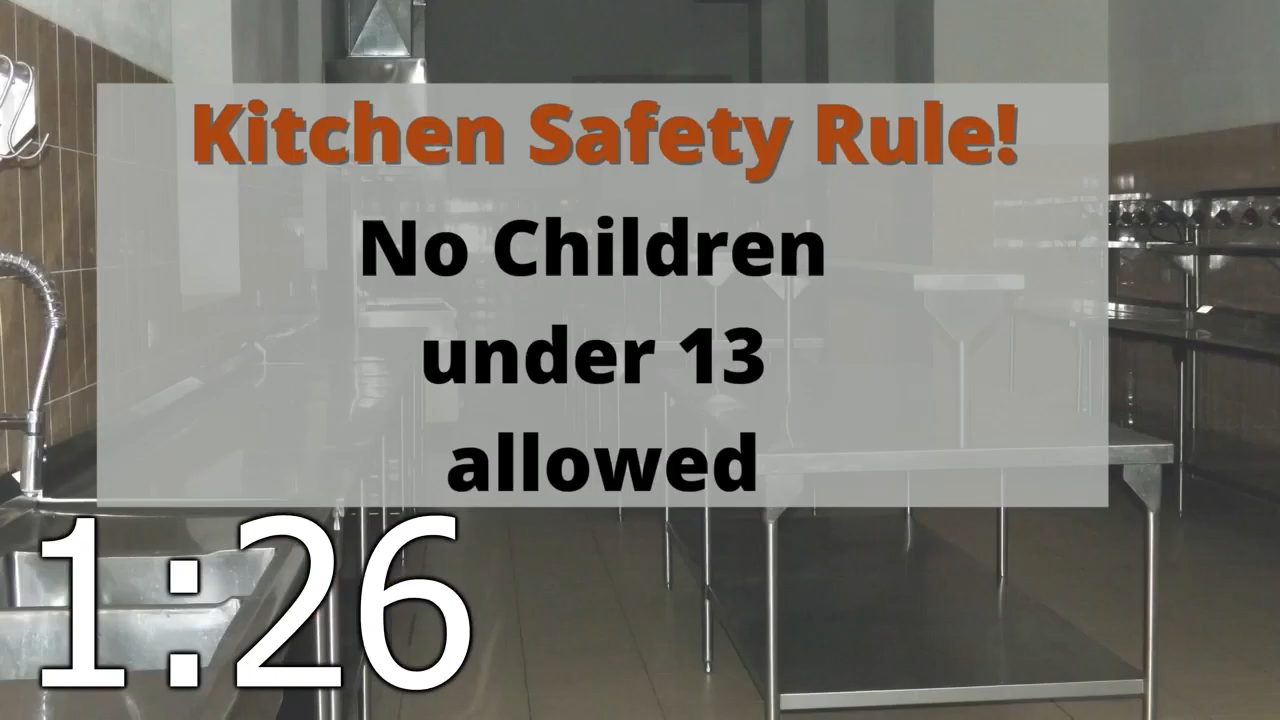 Kitchen Safety Rule!
No Children
under 13
allowed
1:26